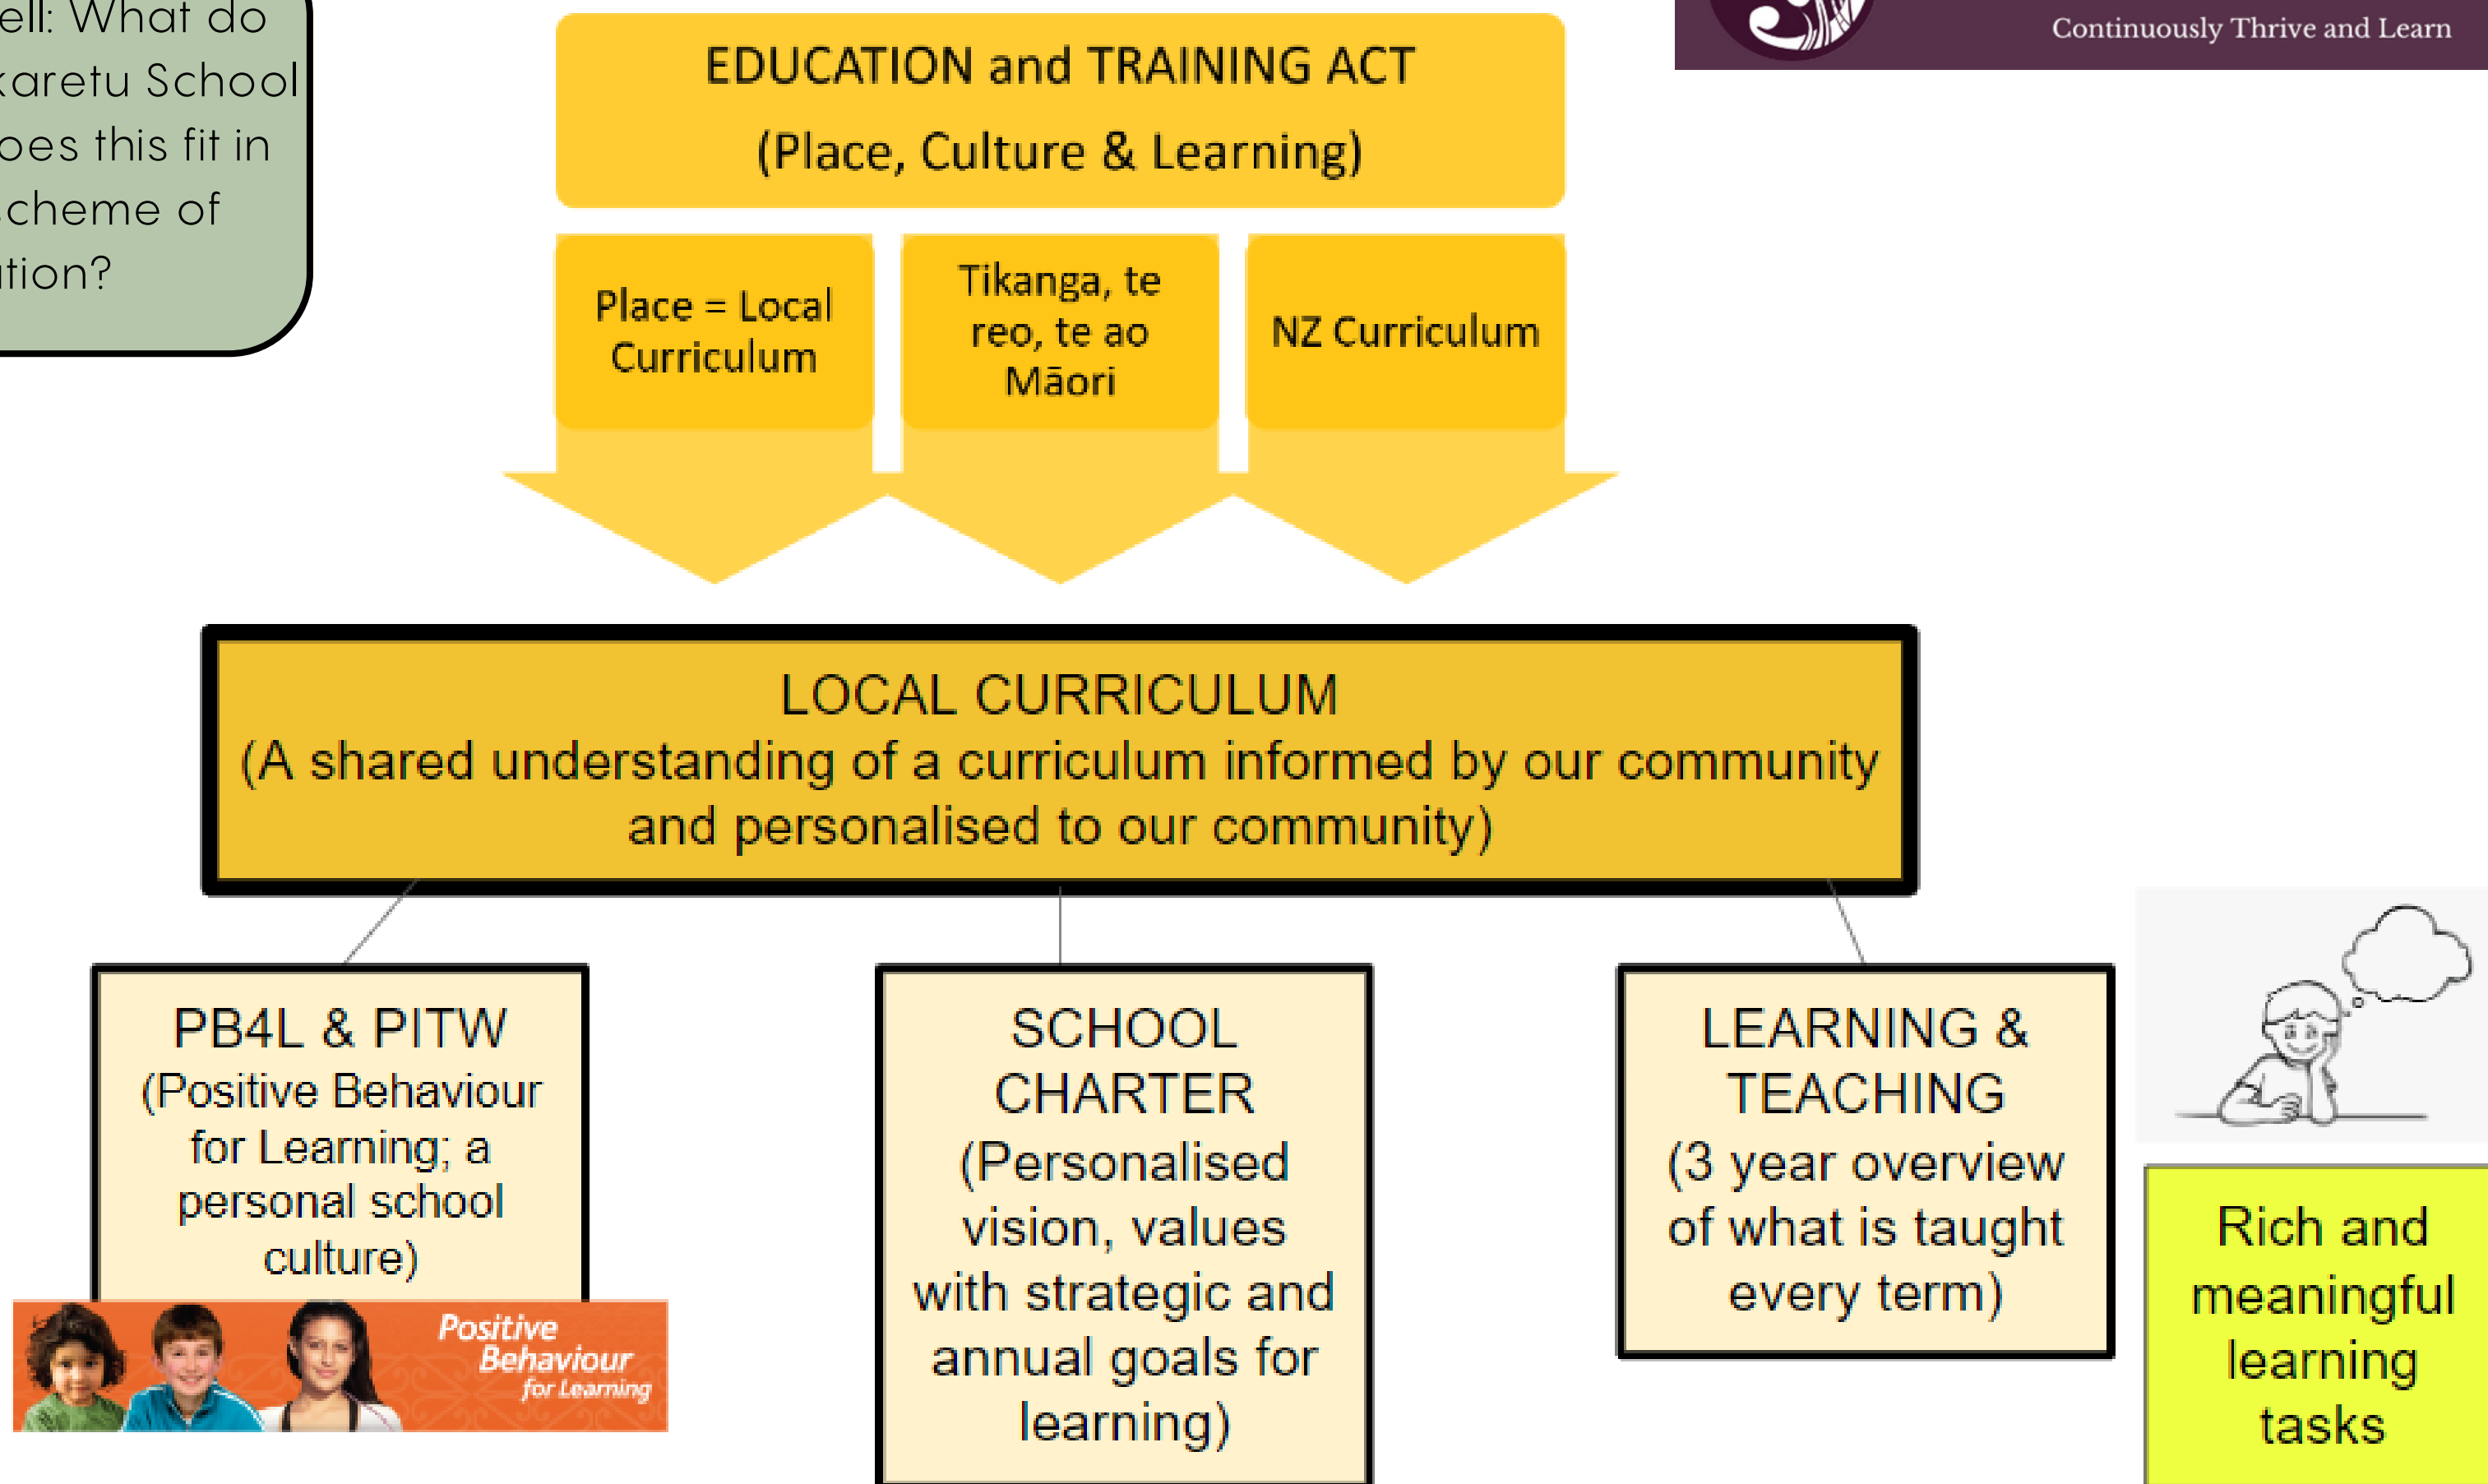 ell: What do
karetu School
oes this fit in
scheme of
ation?
Continuously Thrive and Learn
EDUCATION and TRAINING ACT
(Place, Culture & Learning)
Place = Local
Curriculum
Tikanga, te
reo, te ao
Māori
NZ Curriculum
LOCAL CURRICULUM
(A shared understanding of a curriculum informed by our community
and personalised to our community)
PB4L & PITW
(Positive Behaviour
for Learning; a
personal school
culture)
Positive
Behaviour
for Learning
SCHOOL
CHARTER
(Personalised
vision, values
with strategic and
annual goals for
learning)
LEARNING &
TEACHING
(3 year overview
of what is taught
every term)
Rich and
meaningful
learning
tasks